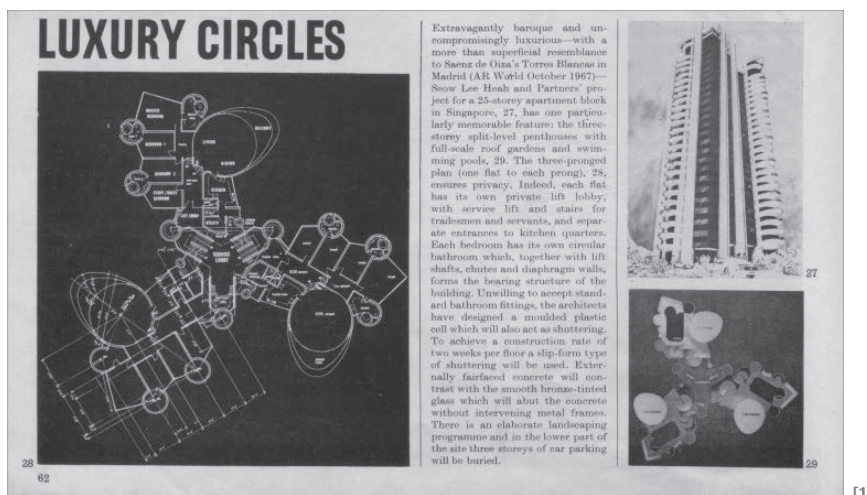 LUXURY CIRCLES
MASTER
BEDROOM
BEDROOM 1
BEDROOM 2
LIVING
DINING
BALCONY
KITCHEN
LIFT LOBBY
SERVICE
LOBBY
28
62
Extravagantly baroque and un-
compromisingly luxurious—with a
more than superficial resemblance
to Saenz de Oiza's Torres Blancas in
Madrid (AR World October 1967)—
Seow Lee Heah and Partners' pro-
ject for a 25-storey apartment block
in Singapore, 27, has one particu-
larly memorable feature: the three-
storey split-level penthouses with
full-scale roof gardens and swim-
ming pools, 29. The three-pronged
plan (one flat to each prong), 28,
ensures privacy. Indeed, each flat
has its own private lift lobby,
with service lift and stairs for
tradesmen and servants, and separ-
ate entrances to kitchen quarters.
Each bedroom has its own circular
bathroom which, together with lift
shafts, chutes and diaphragm walls,
forms the bearing structure of the
building. Unwilling to accept stand-
ard bathroom fittings, the architects
have designed a moulded plastic
cell which will also act as shuttering.
To achieve a construction rate of
two weeks per floor a slip-form type
of shuttering will be used. Exter-
nally fairfaced concrete will con-
trast with the smooth bronze-tinted
glass which will abut the concrete
without intervening metal frames.
There is an elaborate landscaping
programme and in the lower part of
the site three storeys of car parking
will be buried.
27
29
[1